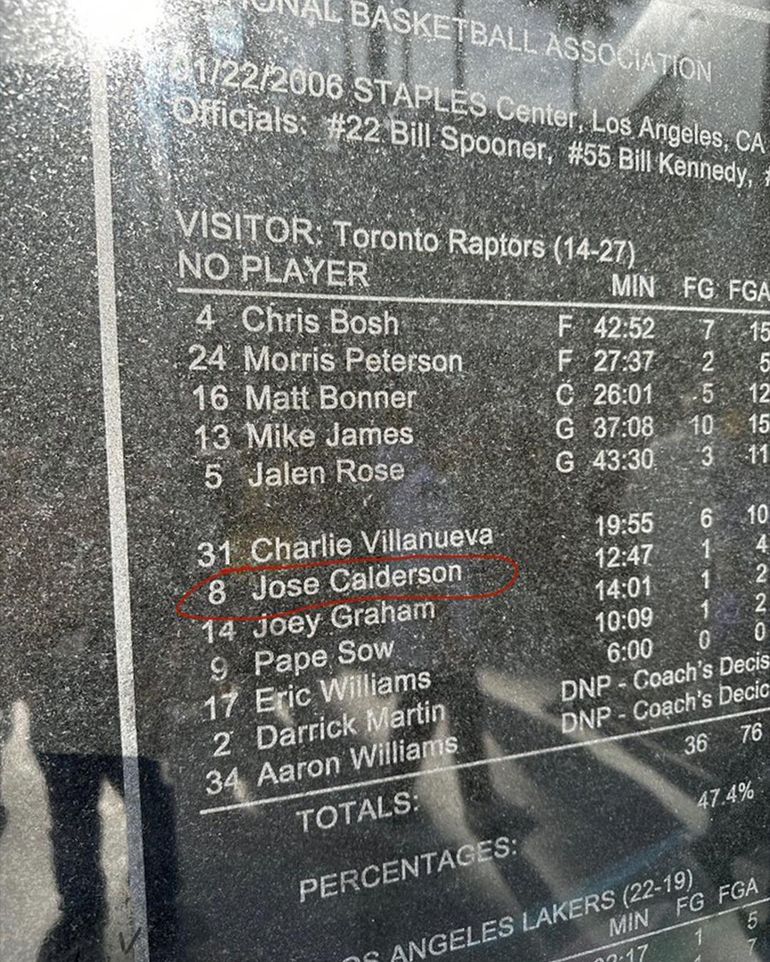 IONAL BASKETBALL ASSOCIATION
01/22/2006 STAPLES Center, Los Angeles, CA
Officials: #22 Bill Spooner, #55 Bill Kennedy, #
VISITOR: Toronto Raptors (14-27)
NO PLAYER MIN FG FGA
4 Chris Bosh F 42:52 7 15
24 Morris Peterson F 27:37 2 5
16 Matt Bonner C 26:01 5 12
13 Mike James G 37:08 10 15
5 Jalen Rose G 43:30 3 11
31 Charlie Villanueva 19:55 6 10
8 Jose Calderson 12:47 1 4
14 Joey Graham 14:01 1 2
9 Pape Sow 10:09 1 2
17 Eric Williams 6:00 0 0
2 Darrick Martin DNP - Coach's Decis
34 Aaron Williams DNP - Coach's Decic
TOTALS: 36 76
PERCENTAGES: 47.4%
OS ANGELES LAKERS (22-19)
MIN FG FGA
:17 1 5
7